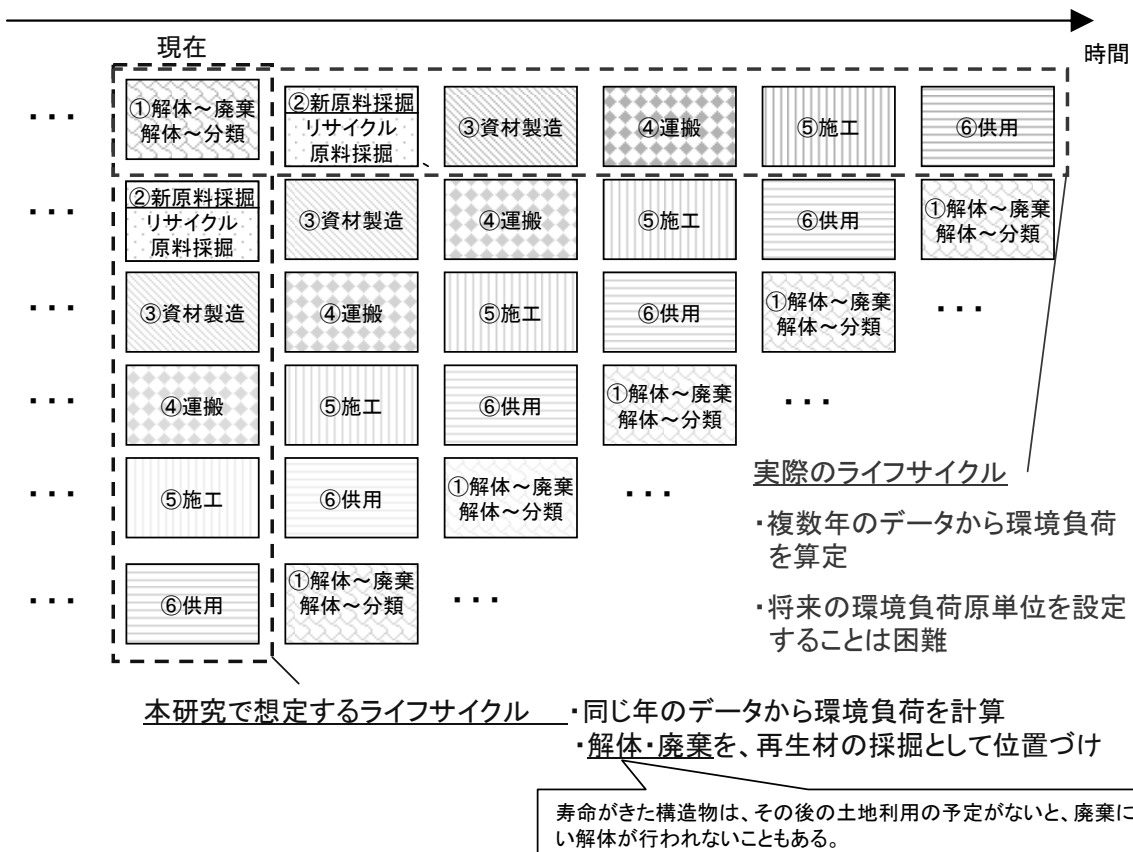 現在
時間
・・・
①解体～廃棄
解体～分類
②新原料採掘
リサイクル
原料採掘
③資材製造
④運搬
⑤施工
⑥供用
・・・
②新原料採掘
リサイクル
原料採掘
③資材製造
④運搬
⑤施工
⑥供用
①解体～廃棄
解体～分類
・・・
③資材製造
④運搬
⑤施工
⑥供用
①解体～廃棄
解体～分類
・・・
・・・
④運搬
⑤施工
⑥供用
①解体～廃棄
解体～分類
・・・
・・・
⑤施工
⑥供用
①解体～廃棄
解体～分類
・・・
・・・
⑥供用
①解体～廃棄
解体～分類
・・・
実際のライフサイクル
・複数年のデータから環境負荷
を算定
・将来の環境負荷原単位を設定
することは困難
本研究で想定するライフサイクル
・同じ年のデータから環境負荷を計算
・解体・廃棄を、再生材の採掘として位置づけ
寿命がきた構造物は、その後の土地利用の予定がないと、廃棄に
い解体が行われないこともある。